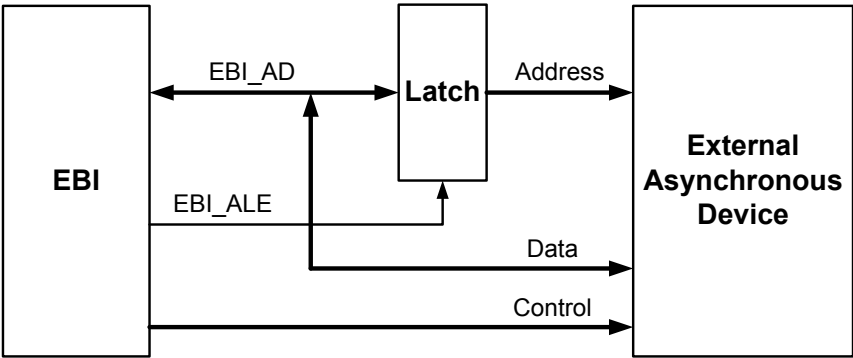 EBI
EBI_AD
EBI_ALE
Latch
Address
Data
Control
External
Asynchronous
Device